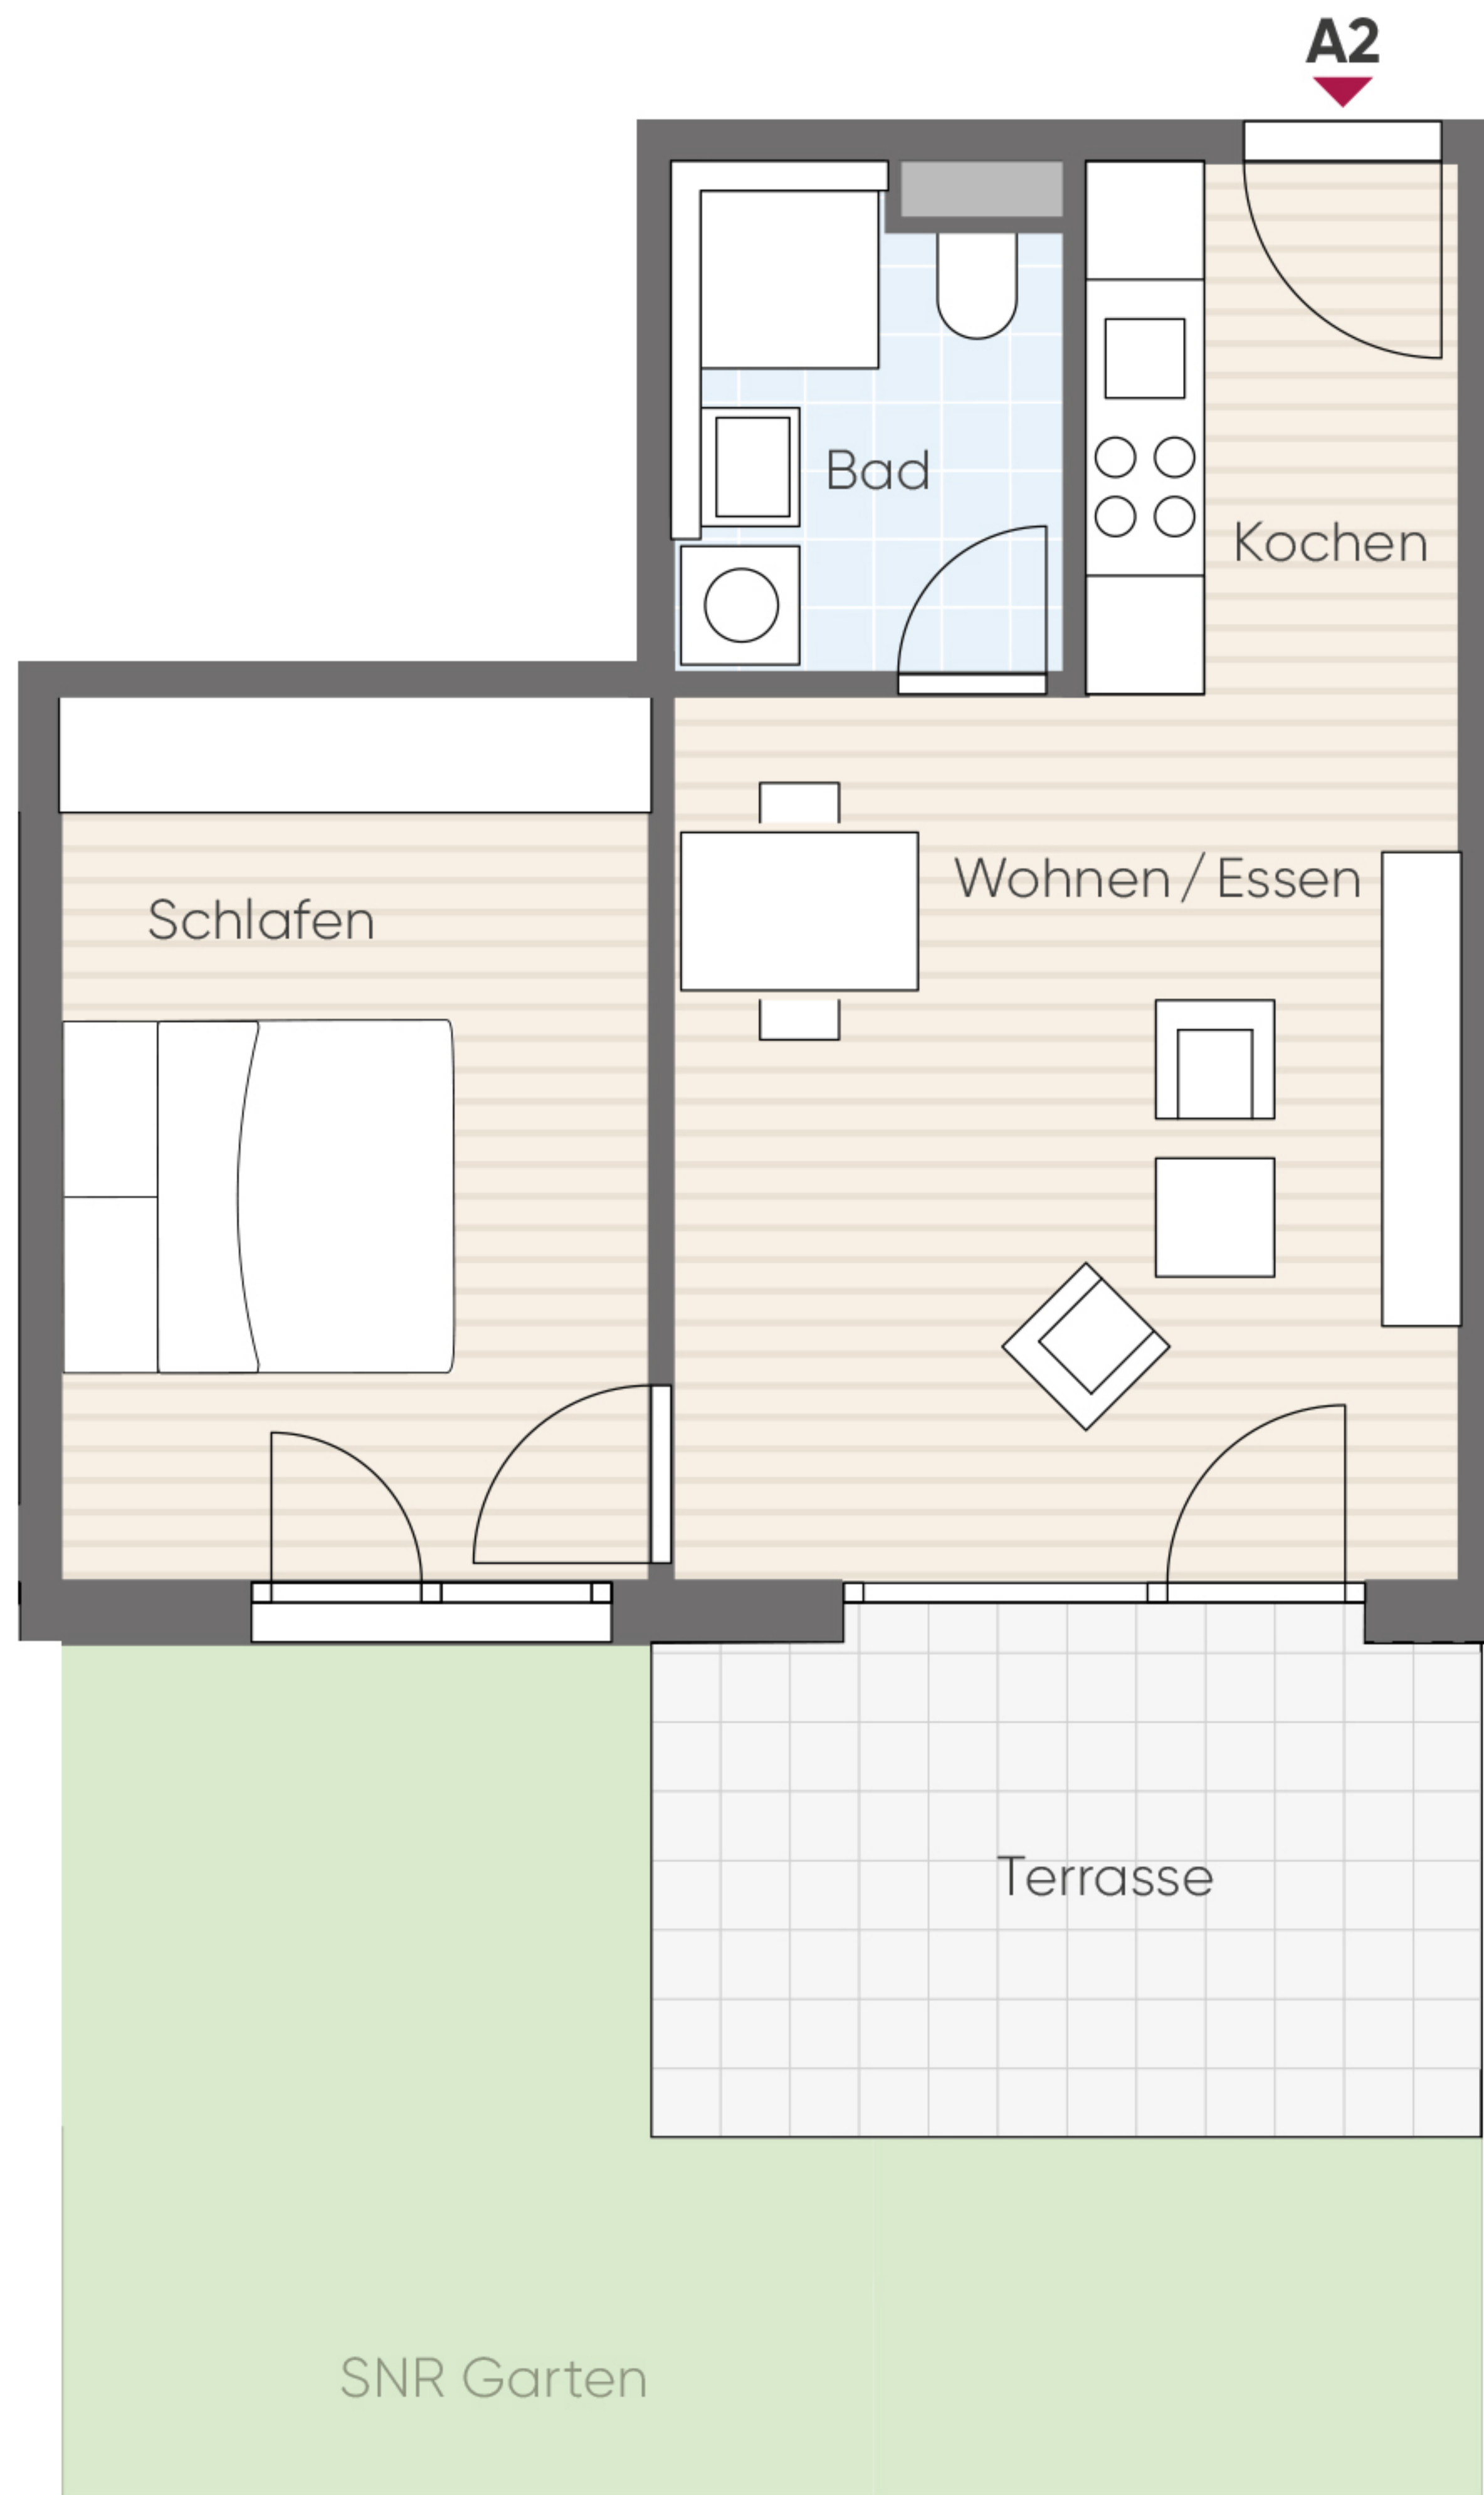 A2
Bad
Kochen
Wohnen / Essen
Schlafen
Terrasse
SNR Garten